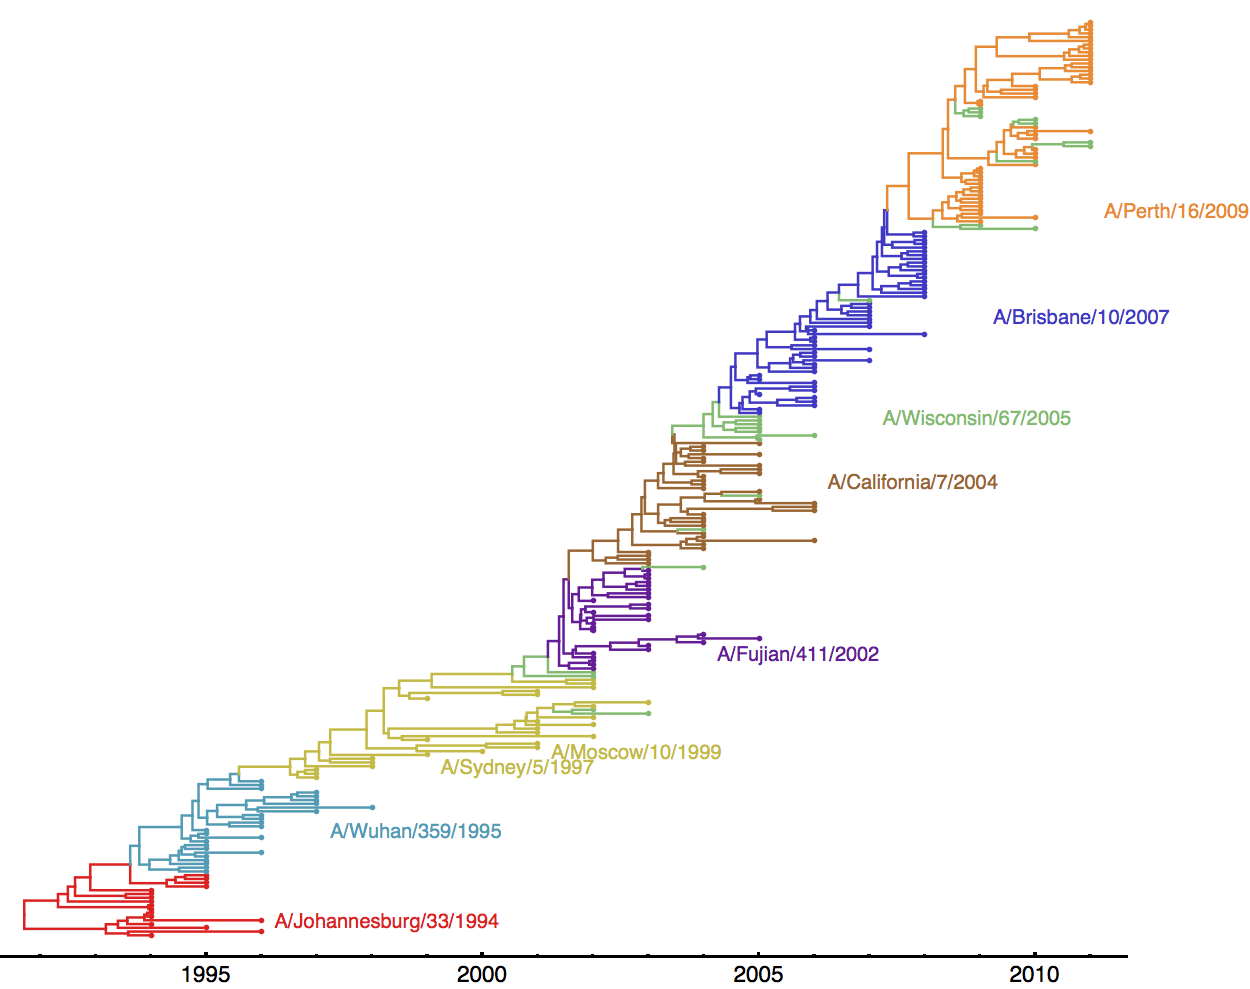 A/Perth/16/2009
A/Brisbane/10/2007
A/Wisconsin/67/2005
A/California/7/2004
A/Fujian/411/2002
A/Moscow/10/1999
A/Sydney/5/1997
A/Wuhan/359/1995
A/Johannesburg/33/1994
1995 2000 2005 2010